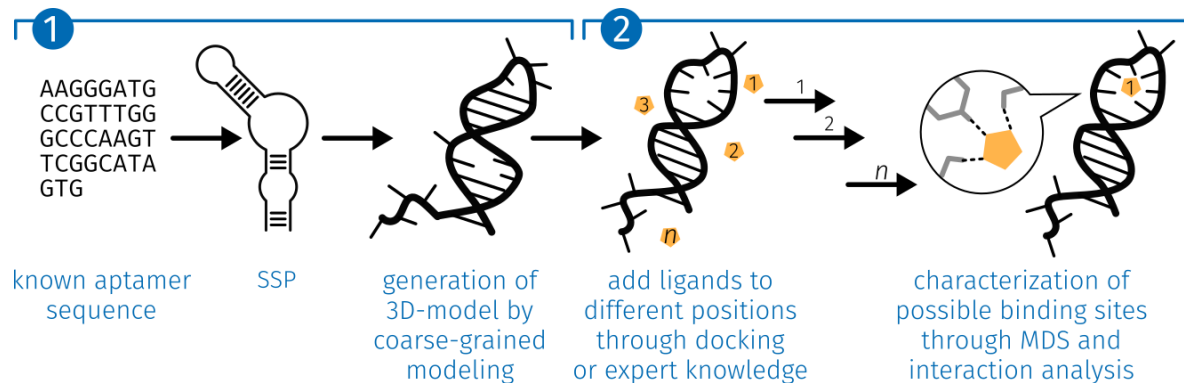 1
2
AAGGGATG
CCGTTTGG
GCCCAAGT
TCGGCATA
GTG
3
1
2
n
1
2
n
1
known aptamer
sequence
SSP
generation of
3D-model by
coarse-grained
modeling
add ligands to
different positions
through docking
or expert knowledge
characterization of
possible binding sites
through MDS and
interaction analysis